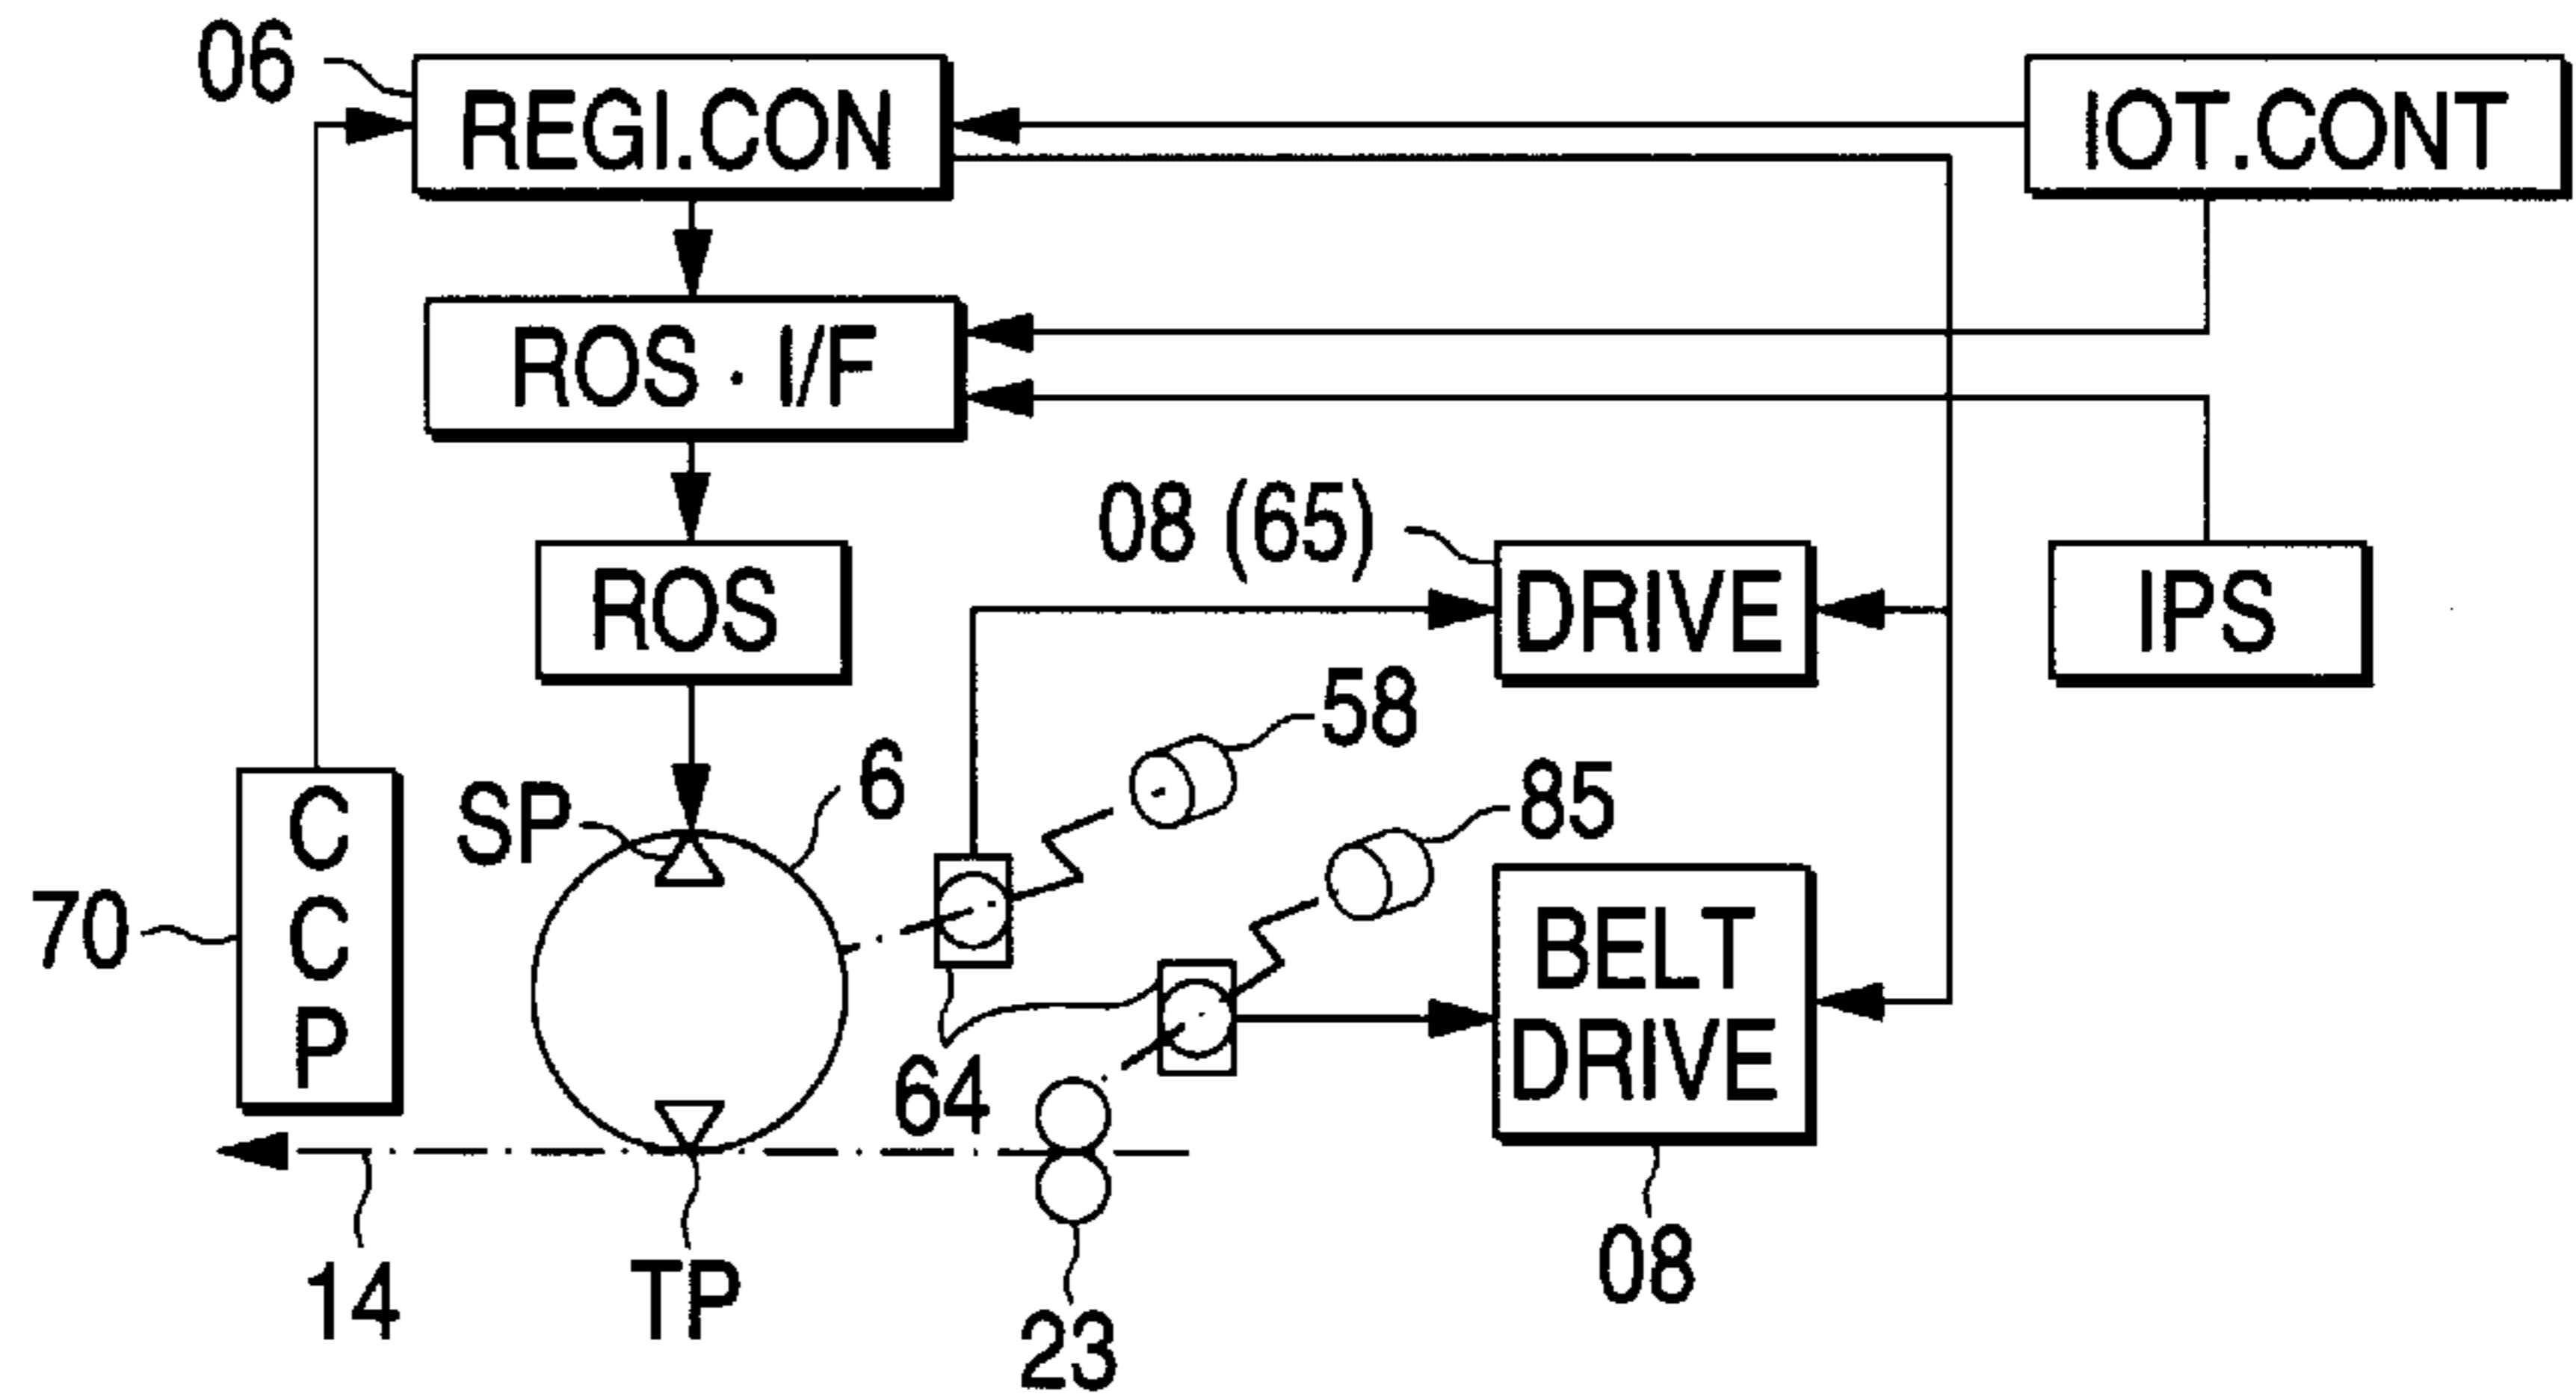 06
REGI.CON
IOT.CONT
ROS · I/F
08 (65)
ROS
DRIVE
IPS
58
6
85
SP
C
C
P
70
BELT
DRIVE
64
14
TP
23
08